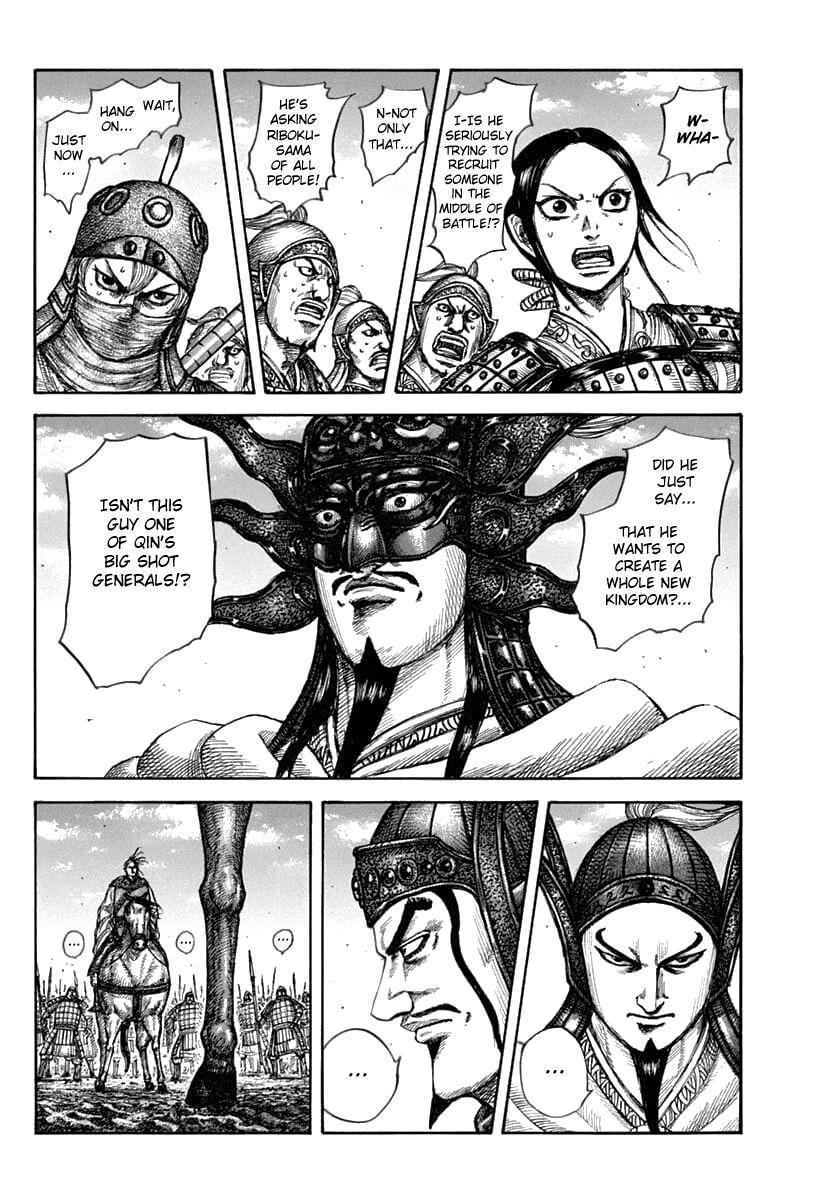 W-
WHA-
I-IS HE
SERIOUSLY
TRYING TO
RECRUIT
SOMEONE
IN THE
MIDDLE OF
BATTLE!?
N-NOT
ONLY
THAT...
HE'S
ASKING
RIBOKU-
SAMA
OF ALL
PEOPLE!
WAIT,
HANG
ON...
JUST
NOW
...
DID HE
JUST
SAY...
THAT HE
WANTS TO
CREATE A
WHOLE NEW
KINGDOM?...
ISN'T THIS
GUY ONE
OF QIN'S
BIG SHOT
GENERALS!?
...
...
...
...
...